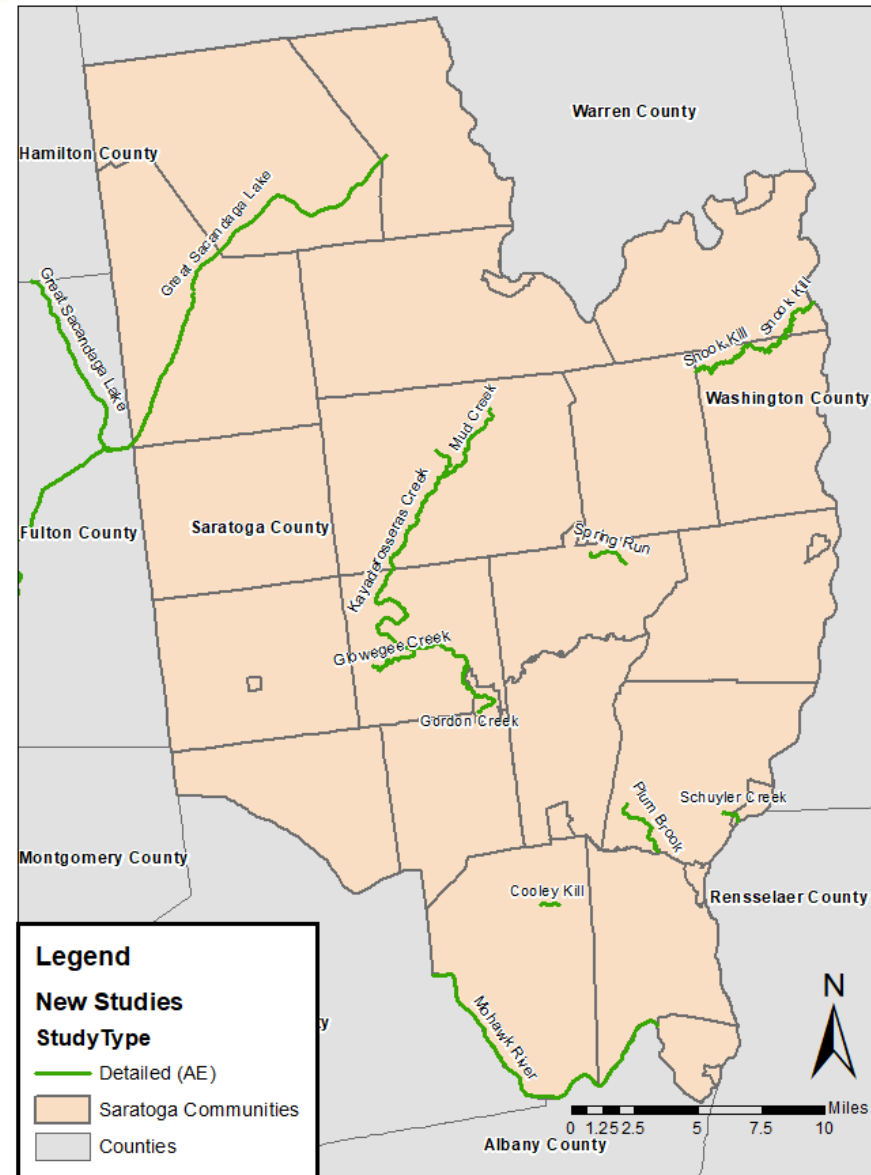 Warren County
Hamilton County
Great Sacandaga Lake
Great Sacandaga Lake
Snook Kill
Snook Kill
Washington County
Mud Creek
Kayaderosseras Creek
Fulton County
Saratoga County
Spring Run
Glowegee Creek
Gordon Creek
Plum Brook
Schuyler Creek
Montgomery County
Cooley Kill
Rensselaer County
Mohawk River
Legend
New Studies
StudyType
Detailed (AE)
Saratoga Communities
Counties
ty
N
Miles
0 1.25 2.5 5 7.5 10
Albany County